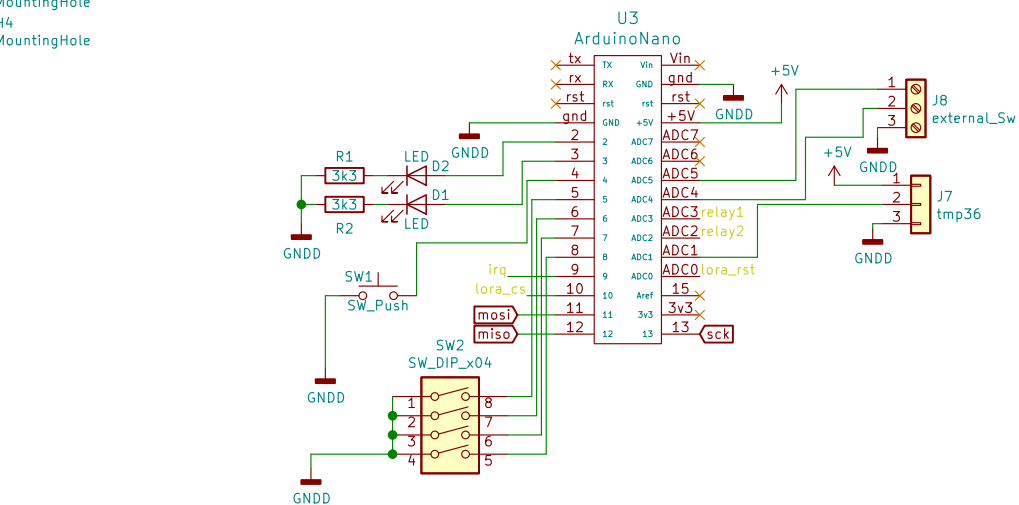 MountingHole
H4
MountingHole
U3
ArduinoNano
tx TX Vin Vin
rx RX GND gnd
rst rst rst rst
gnd GND +5V +5V
2 2 ADC7 ADC7
3 3 ADC6 ADC6
4 4 ADC5 ADC5
5 5 ADC4 ADC4
6 6 ADC3 ADC3 relay1
7 7 ADC2 ADC2 relay2
8 8 ADC1 ADC1
irq 9 9 ADC0 ADC0 lora_rst
lora_cs 10 10 Aref 15
mosi 11 11 3v3 3v3
miso 12 12 13 13 sck
GNDD
GNDD
+5V
1
2
3
J8
external_Sw
GNDD
+5V
1
2
3
J7
tmp36
GNDD
R1
3k3
LED
D2
3k3
R2
D1
LED
GNDD
SW1
SW_Push
GNDD
SW2
SW_DIP_x04
1 8
2 7
3 6
4 5
GNDD